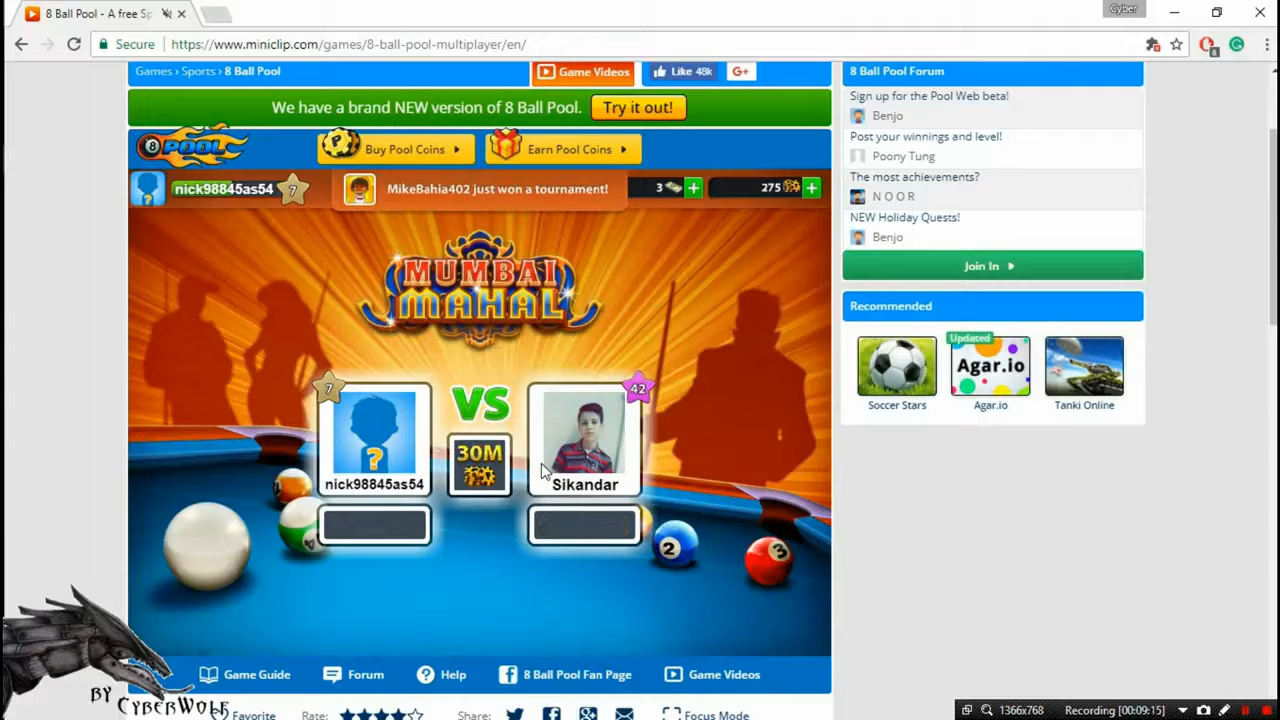 8 Ball Pool - A free Sp
Cyber
Secure
https://www.miniclip.com/games/8-ball-pool-multiplayer/en/
Games › Sports › 8 Ball Pool
Game Videos
Like 48k
G+
8 Ball Pool Forum
We have a brand NEW version of 8 Ball Pool.
Try it out!
Sign up for the Pool Web beta!
Benjo
Post your winnings and level!
Poony Tung
The most achievements?
N O O R
NEW Holiday Quests!
Benjo
Join In
8 POOL
P
Buy Pool Coins
Earn Pool Coins
nick98845as54
7
MikeBahia402 just won a tournament!
3
275
MUMBAI
MAHAL
Recommended
Updated
Agar.io
Soccer Stars
Agar.io
Tanki Online
7
VS
42
?
30M
nick98845as54
Sikandar
2
3
Game Guide
Forum
Help
8 Ball Pool Fan Page
Game Videos
BY CYBERWOLF
Favorite
Rate:
Share:
Focus Mode
1366x768
Recording [00:09:15]